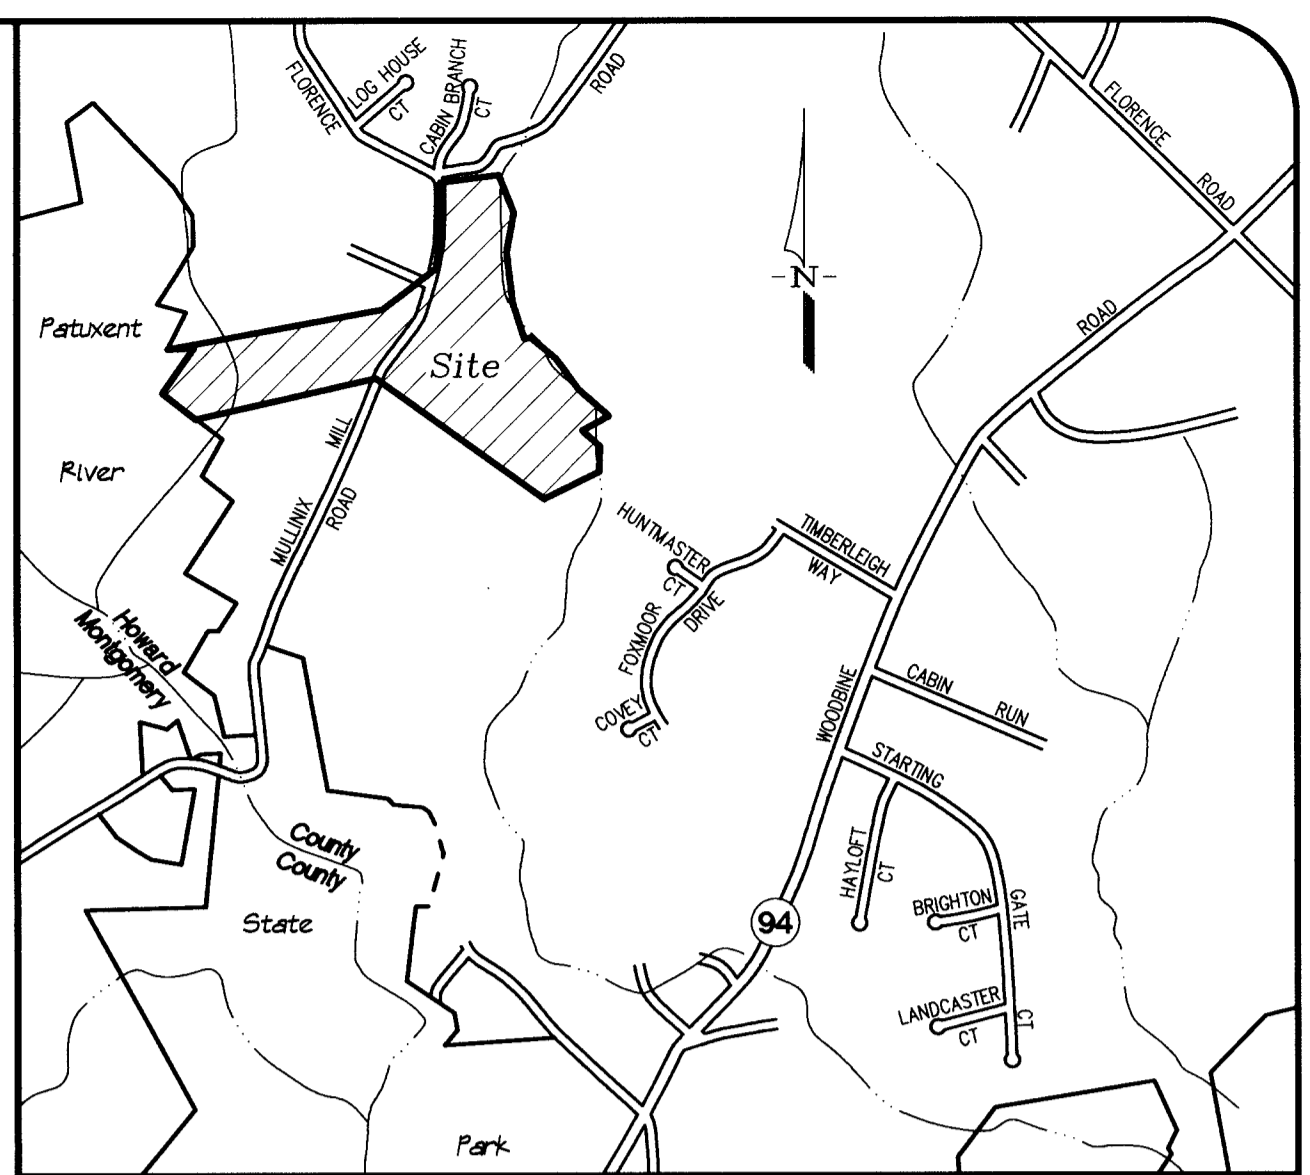 FLORENCE
LOG HOUSE
CT
CABIN BRANCH
CT
ROAD
FLORENCE
ROAD
-N-
Patuxent
Site
ROAD
MILL
River
MULLINIX
ROAD
HUNTMASTER
CT
TIMBERLEIGH
WAY
FOXMOOR
DRIVE
Howard
Montgomery
COVEY
CT
WOODBINE
CABIN
RUN
STARTING
County
County
HAYLOFT
CT
GATE
BRIGHTON
CT
State
94
LANDCASTER
CT
CT
Park